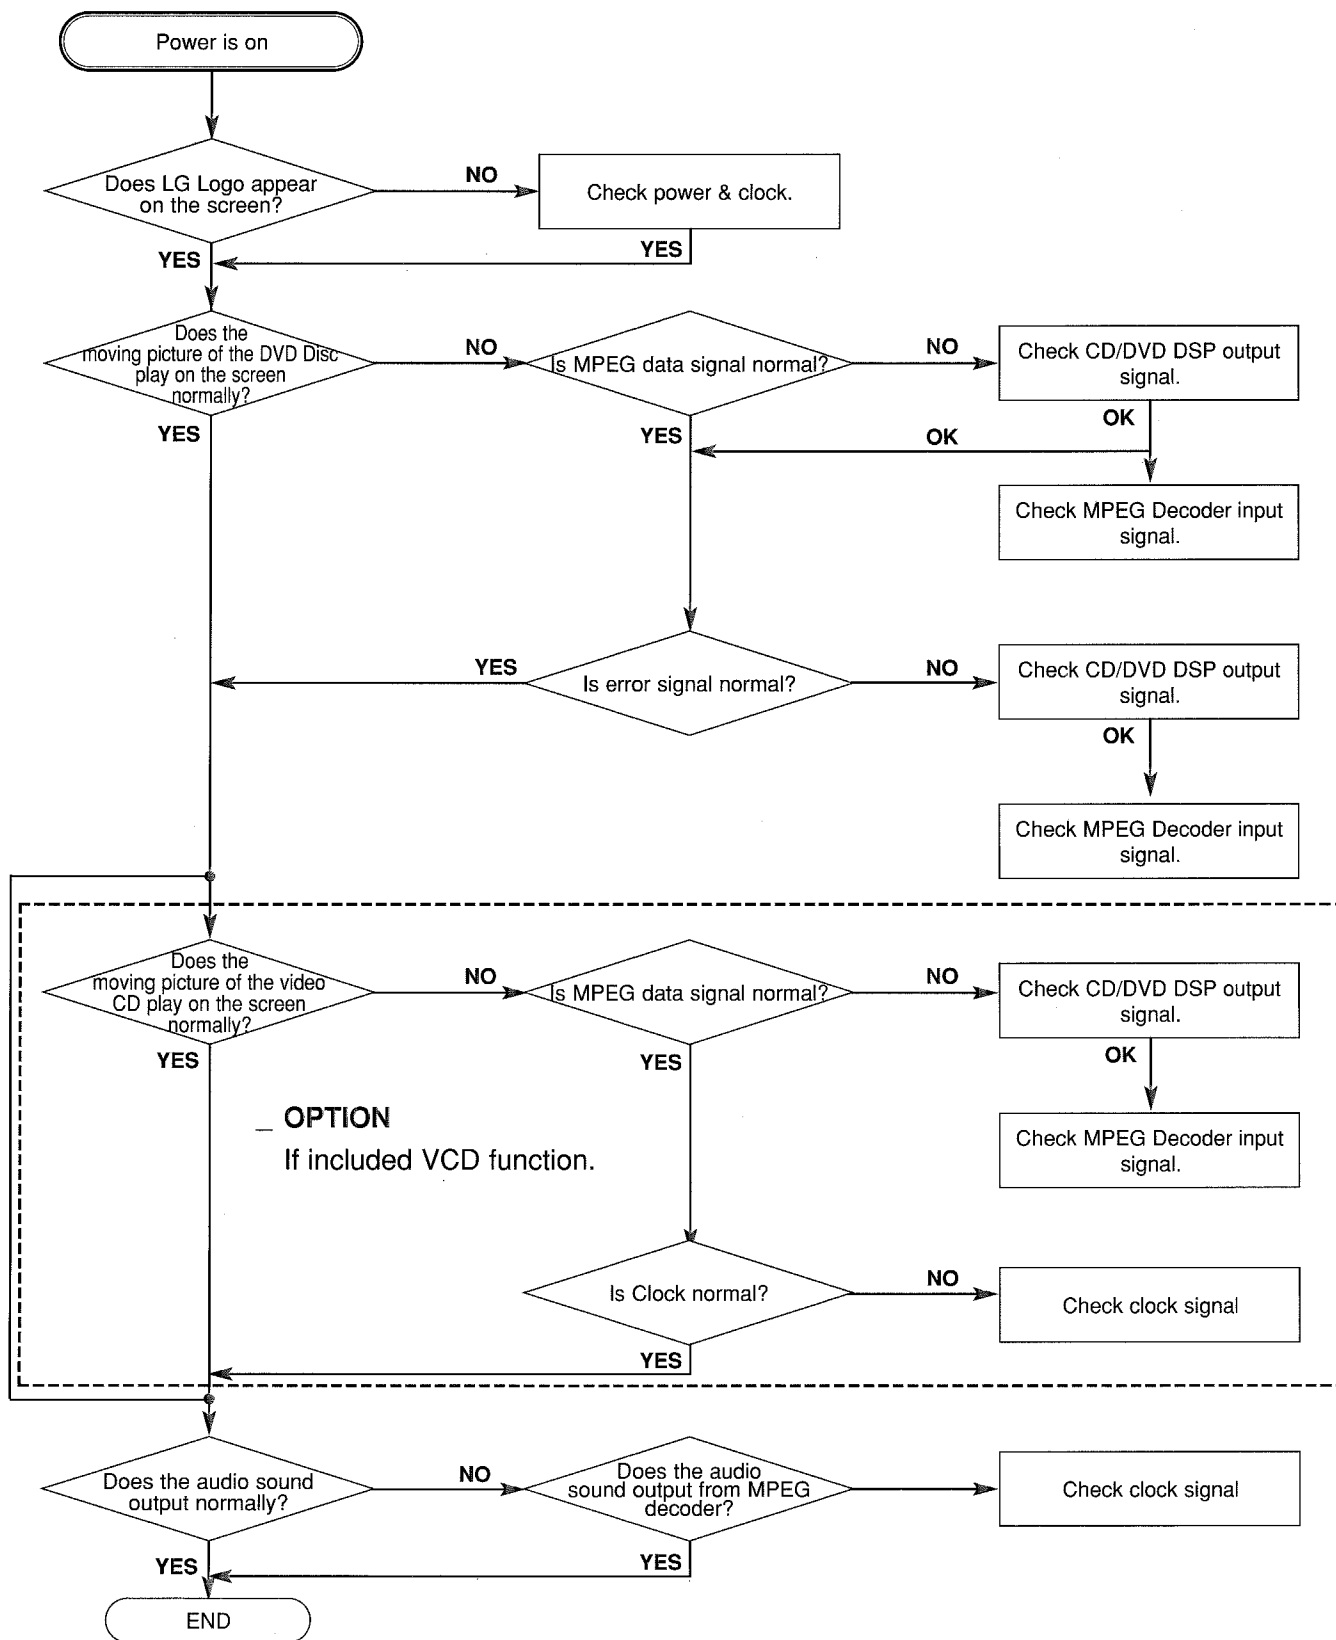 Power is on
Does LG Logo appear
on the screen?
NO
Check power & clock.
YES
YES
Does the
moving picture of the DVD Disc
play on the screen
normally?
NO
Is MPEG data signal normal?
NO
Check CD/DVD DSP output
signal.
YES
YES
OK
OK
Check MPEG Decoder input
signal.
YES
Is error signal normal?
NO
Check CD/DVD DSP output
signal.
OK
Check MPEG Decoder input
signal.
Does the
moving picture of the video
CD play on the screen
normally?
NO
Is MPEG data signal normal?
NO
Check CD/DVD DSP output
signal.
YES
YES
OK
_ OPTION
If included VCD function.
Check MPEG Decoder input
signal.
Is Clock normal?
NO
Check clock signal
YES
Does the audio sound
output normally?
NO
Does the audio
sound output from MPEG
decoder?
Check clock signal
YES
YES
END